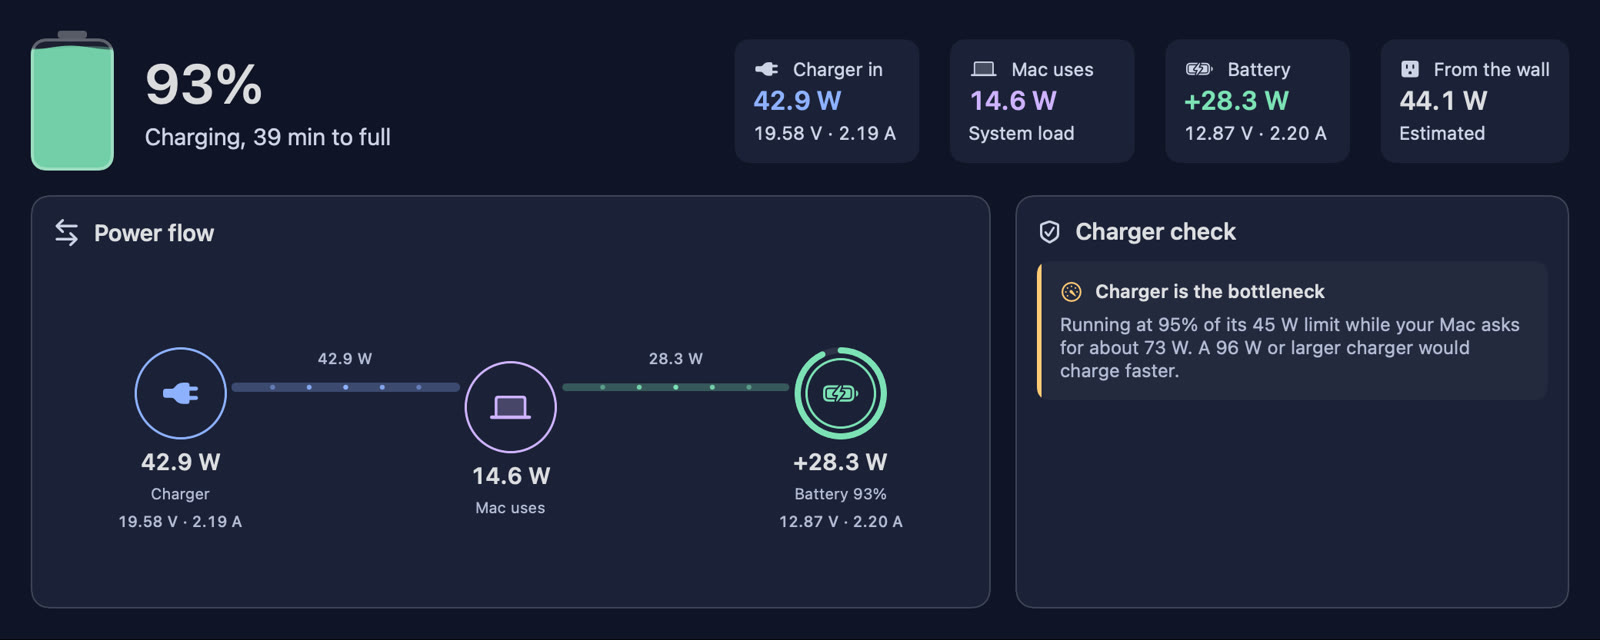 93%
Charging, 39 min to full
Charger in
42.9 W
19.58 V · 2.19 A
Mac uses
14.6 W
System load
Battery
+28.3 W
12.87 V · 2.20 A
From the wall
44.1 W
Estimated
Power flow
42.9 W
28.3 W
42.9 W
Charger
19.58 V · 2.19 A
14.6 W
Mac uses
+28.3 W
Battery 93%
12.87 V · 2.20 A
Charger check
Charger is the bottleneck
Running at 95% of its 45 W limit while your Mac asks
for about 73 W. A 96 W or larger charger would
charge faster.